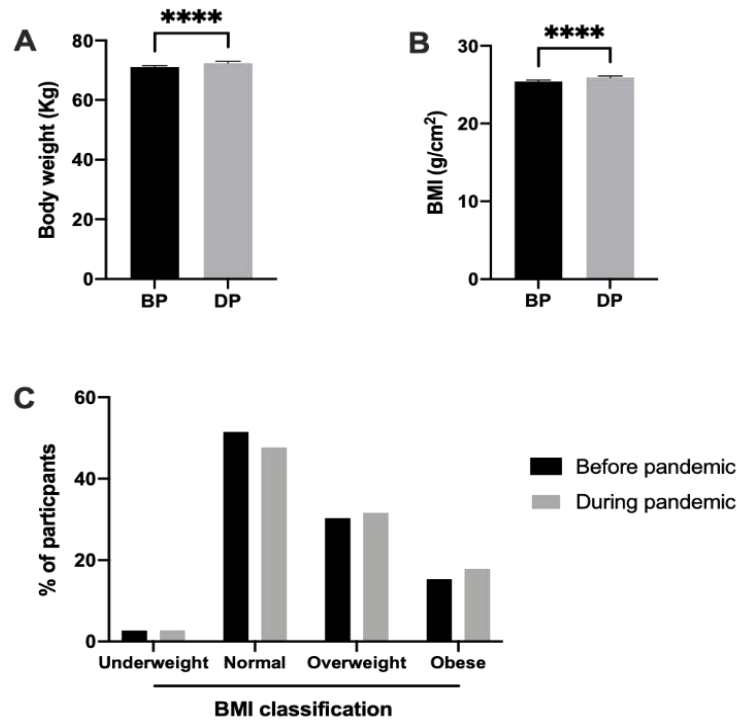 A
****
Body weight (Kg)
80
60
40
20
0
BP DP
B
****
BMI (g/cm²)
30
20
10
0
BP DP
C
% of particpants
60
40
20
0
Underweight Normal Overweight Obese
BMI classification
Before pandemic
During pandemic